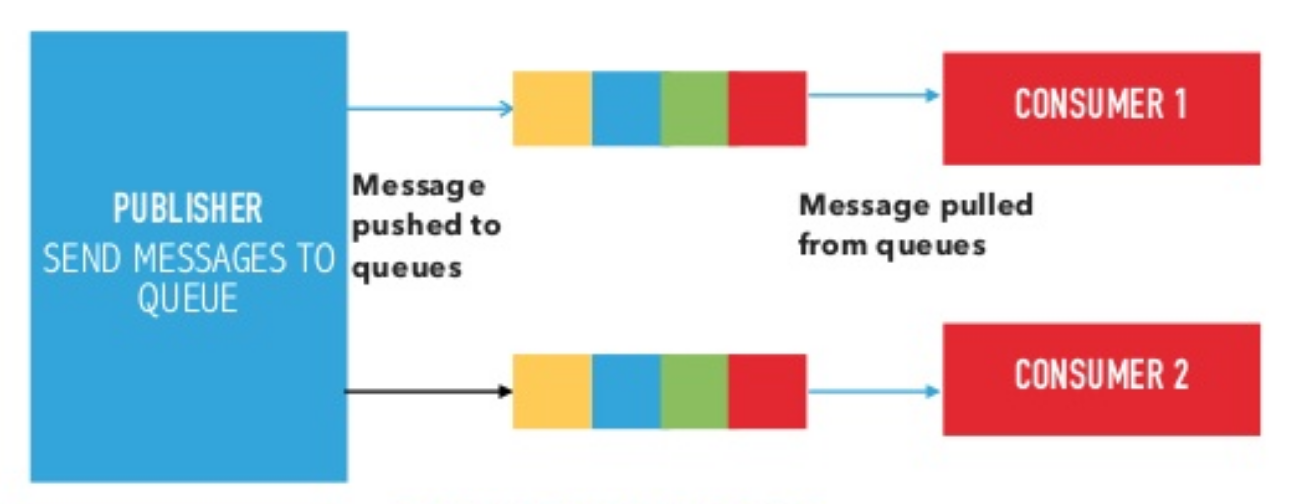 PUBLISHER
SEND MESSAGES TO
QUEUE
Message
pushed to
queues
CONSUMER 1
Message pulled
from queues
CONSUMER 2